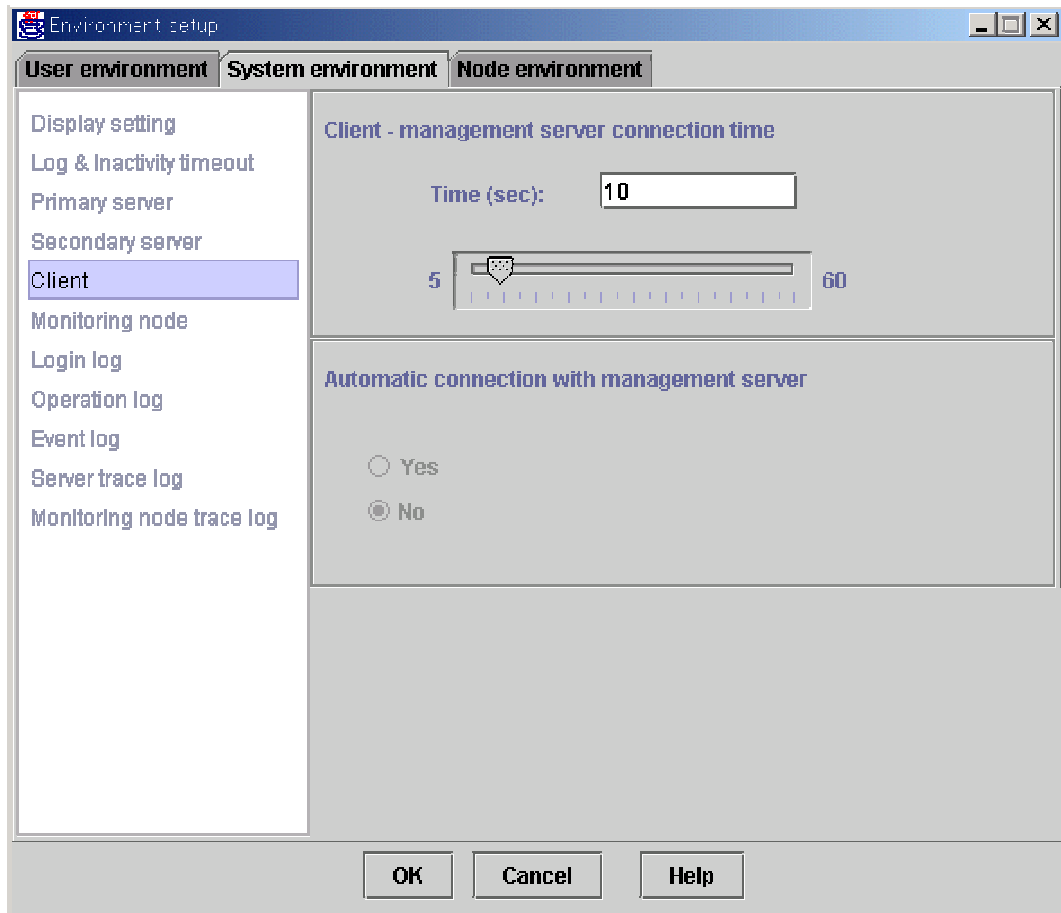 Environment setup
User environment
System environment
Node environment
Display setting
Log & Inactivity timeout
Primary server
Secondary server
Client
Monitoring node
Login log
Operation log
Event log
Server trace log
Monitoring node trace log
Client - management server connection time
Time (sec):
10
5
60
Automatic connection with management server
Yes
No
OK
Cancel
Help